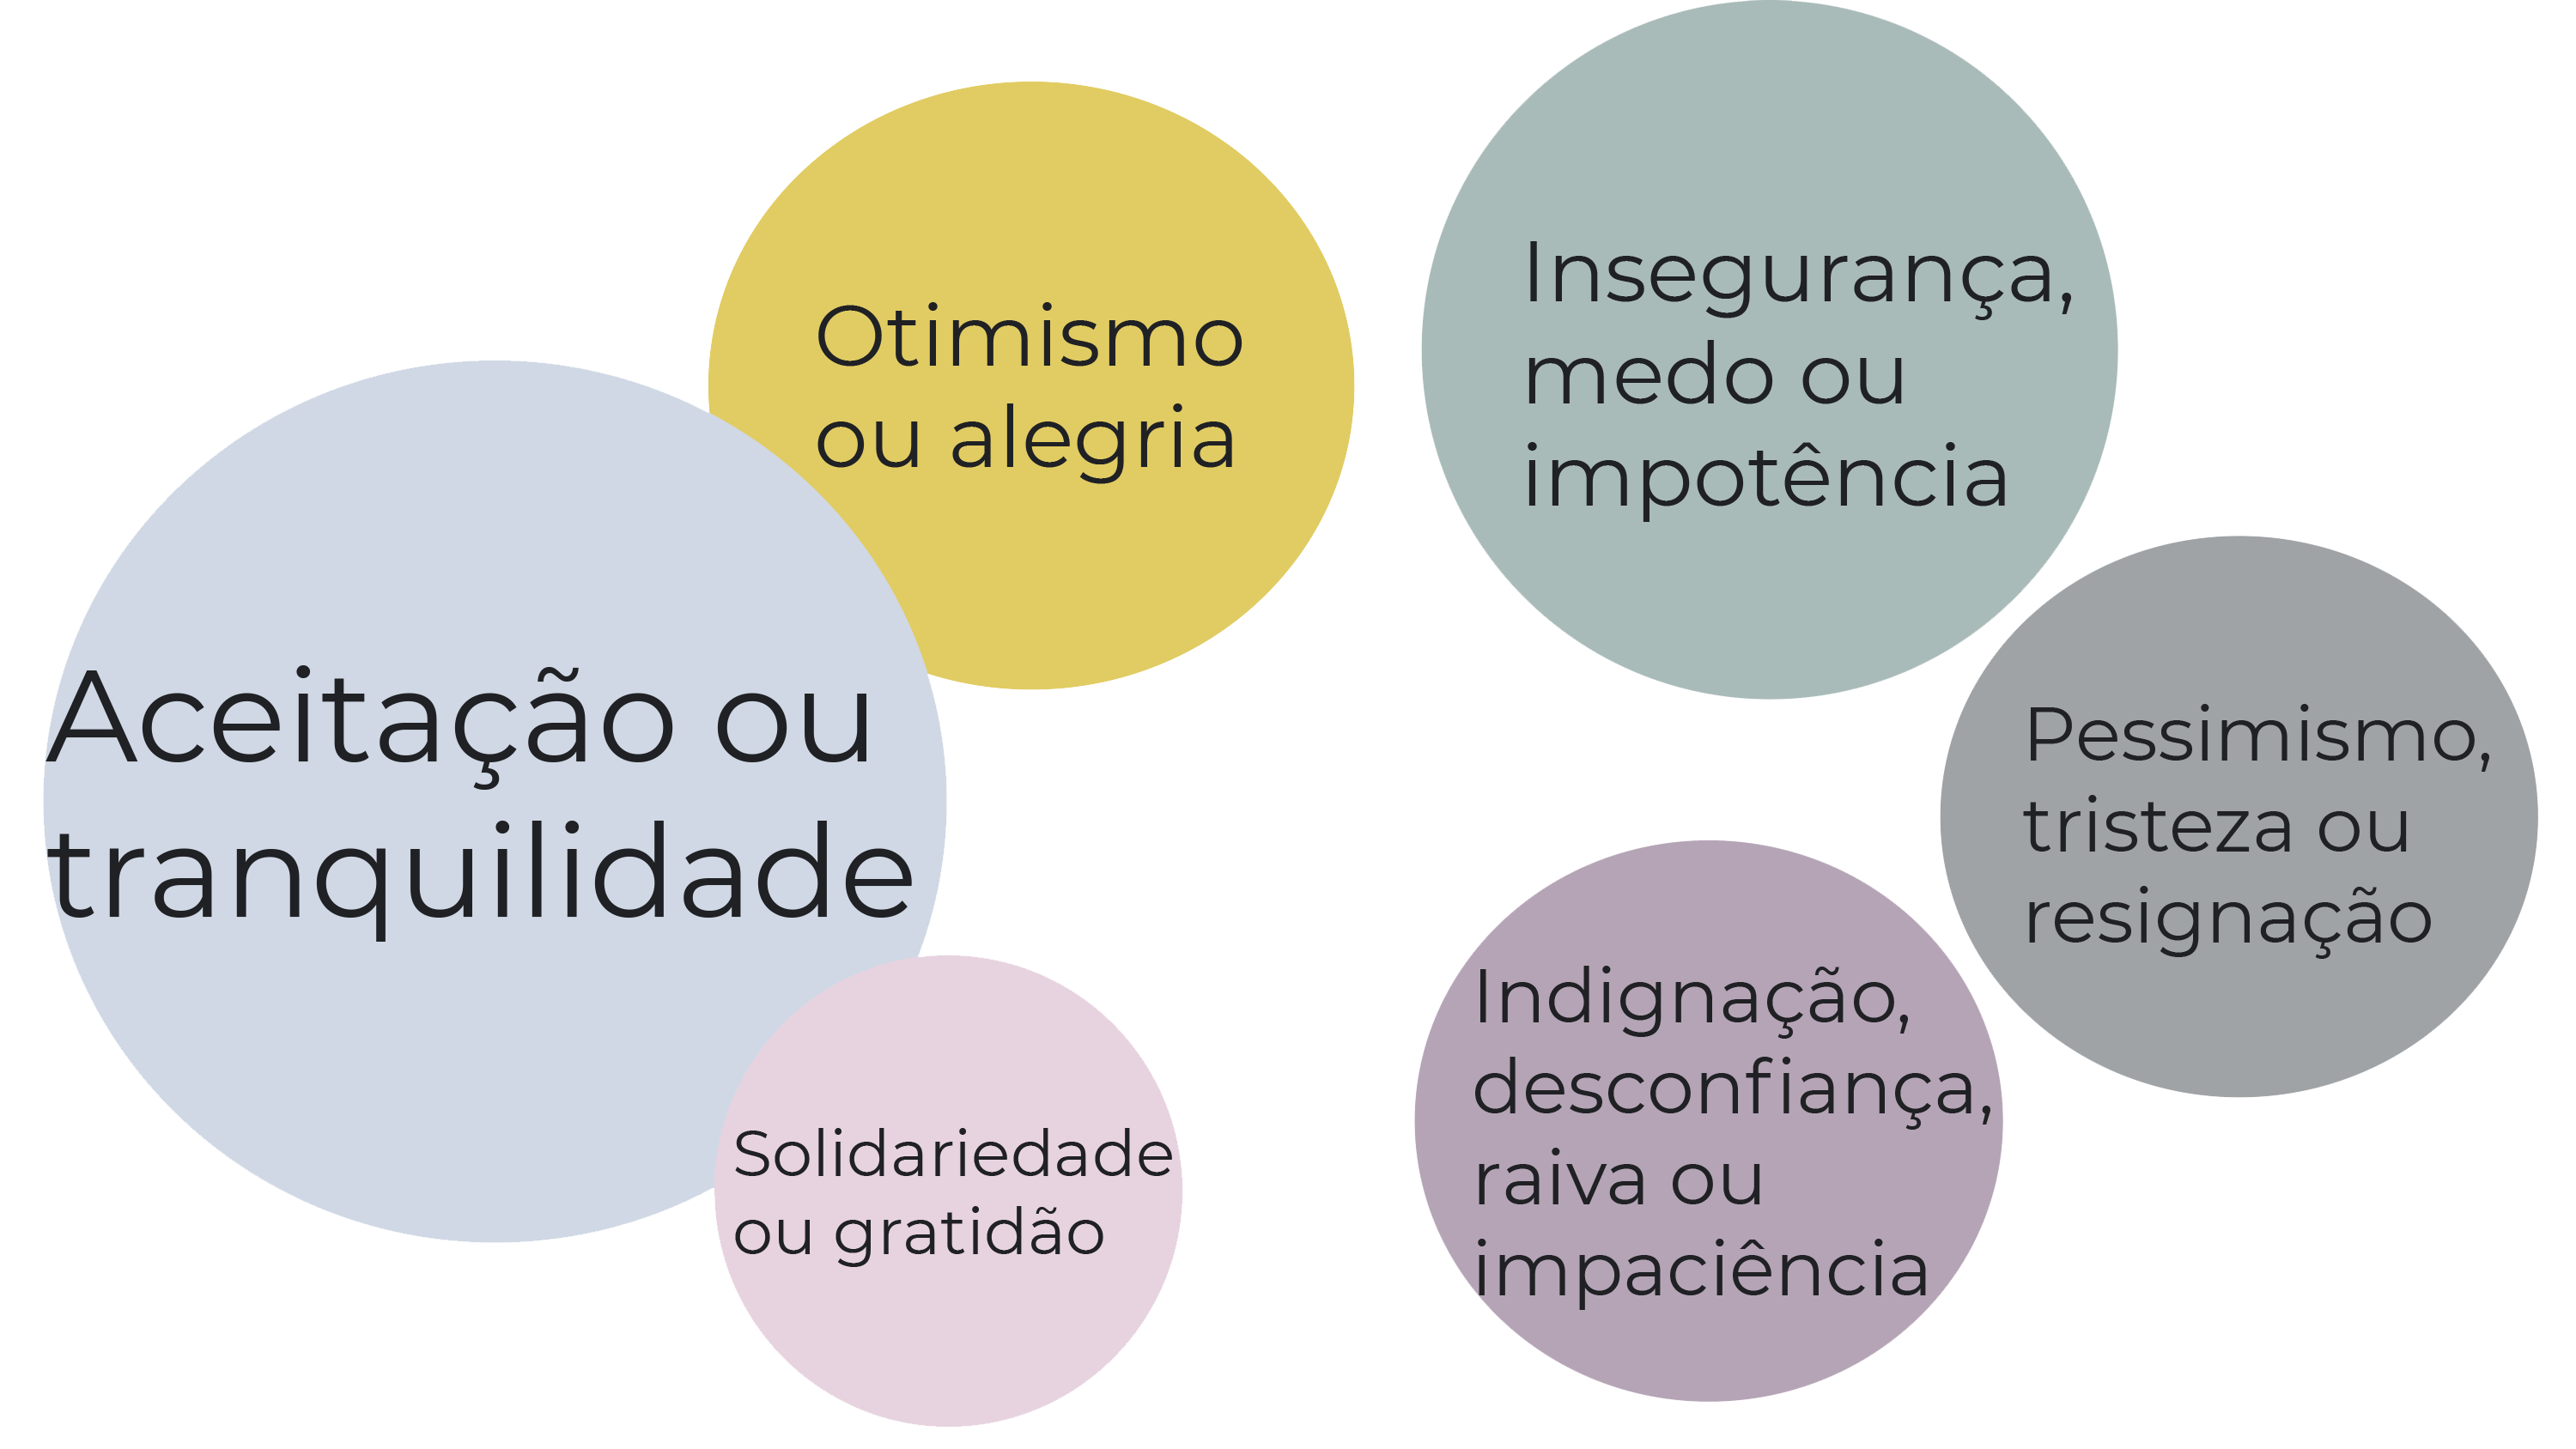 Otimismo
ou alegria
Insegurança,
medo ou
impotência
Aceitação ou
tranquilidade
Pessimismo,
tristeza ou
resignação
Solidariedade
ou gratidão
Indignação,
desconfiança,
raiva ou
impaciência